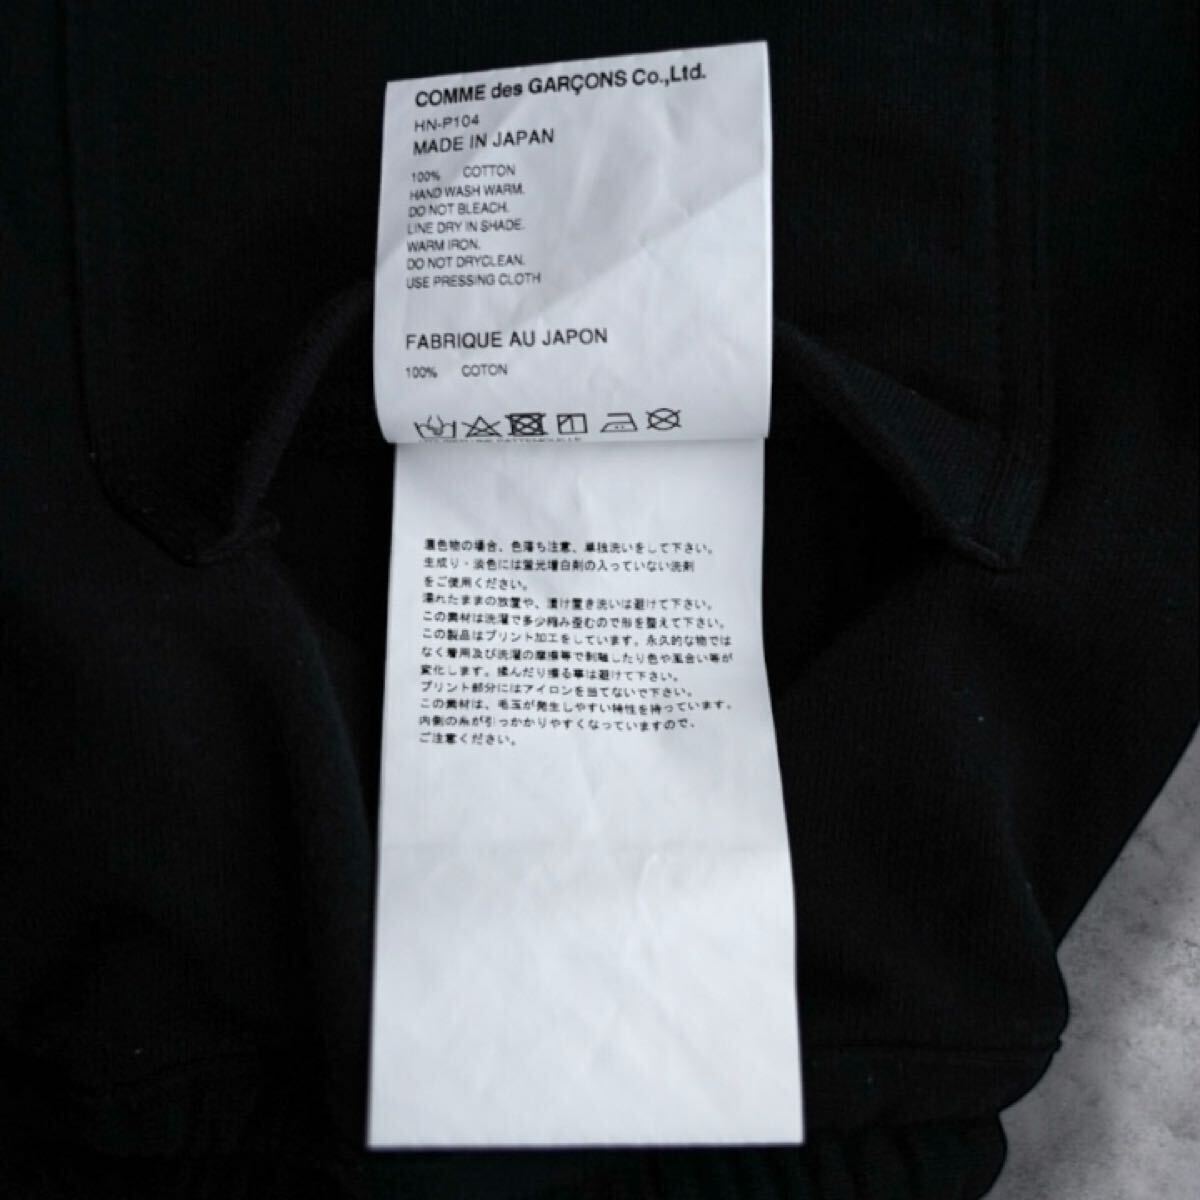 COMME des GARÇONS Co.,Ltd.
HN-P104
MADE IN JAPAN
100% COTTON
HAND WASH WARM.
DO NOT BLEACH.
LINE DRY IN SHADE.
WARM IRON.
DO NOT DRYCLEAN.
USE PRESSING CLOTH
FABRIQUE AU JAPON
100% COTON
濃色物の場合、色落ち注意、単独洗いをして下さい。
生成り・淡色には蛍光増白剤の入っていない洗剤
をご使用ください。
濡れたままの放置や、漬け置き洗いは避けて下さい。
この素材は洗濯で多少縮み歪むので形を整えて下さい。
この製品はプリント加工をしています。永久的な物では
なく着用及び洗濯の摩擦等で剥離したり色や風合い等が
変化します。揉んだり擦る事は避けて下さい。
プリント部分にはアイロンを当てないで下さい。
この素材は、毛玉が発生しやすい特性を持っています。
内側の糸が引っかかりやすくなっていますので、
ご注意ください。